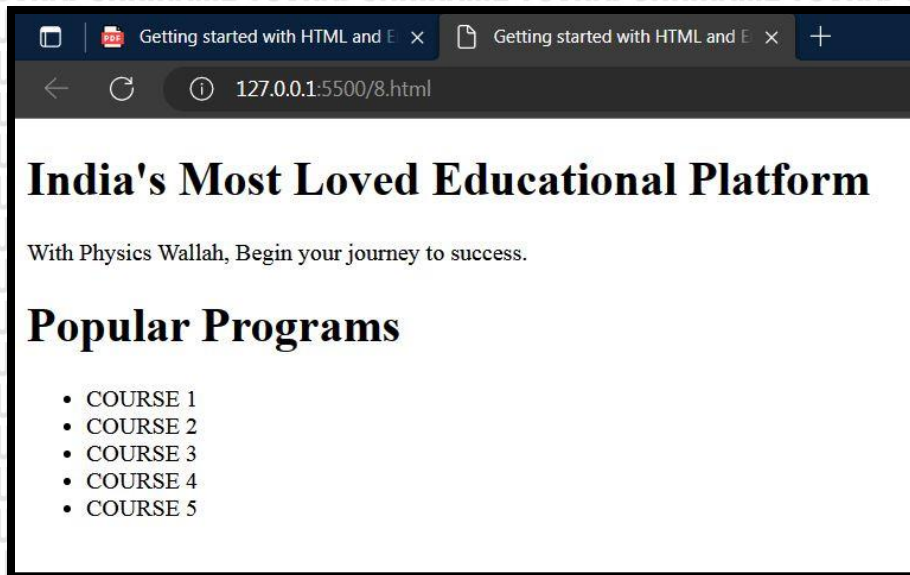 PDF Getting started with HTML and E Getting started with HTML and E
127.0.0.1:5500/8.html
India's Most Loved Educational Platform
With Physics Wallah, Begin your journey to success.
Popular Programs
• COURSE 1
• COURSE 2
• COURSE 3
• COURSE 4
• COURSE 5